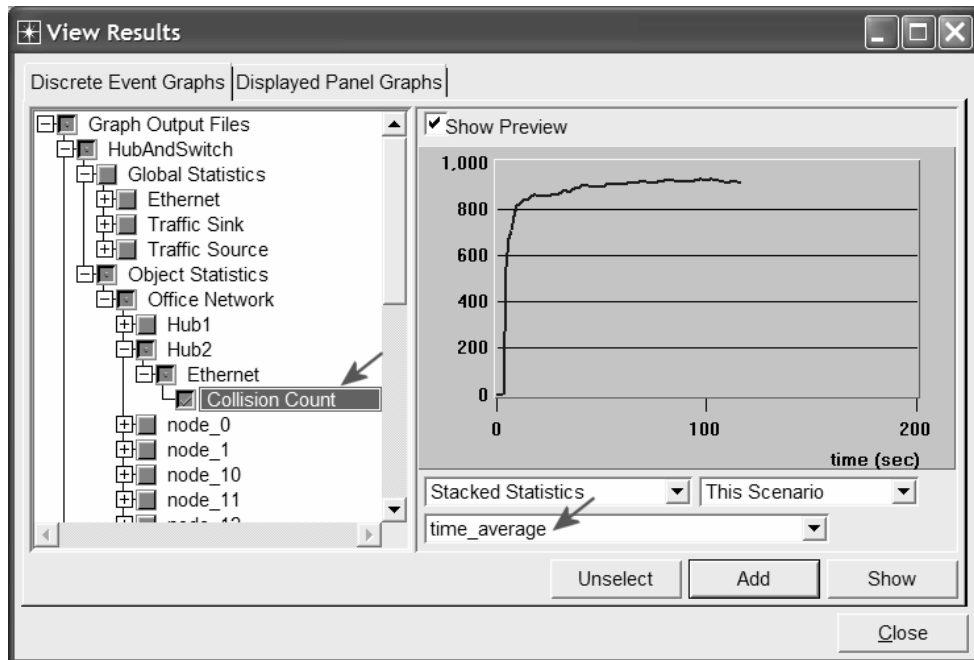 View Results
Discrete Event Graphs Displayed Panel Graphs
Graph Output Files
HubAndSwitch
Global Statistics
Ethernet
Traffic Sink
Traffic Source
Object Statistics
Office Network
Hub1
Hub2
Ethernet
Collision Count
node_0
node_1
node_10
node_11
Show Preview
1,000
800
600
400
200
0
0 100 200
time (sec)
Stacked Statistics This Scenario
time_average
Unselect Add Show
Close